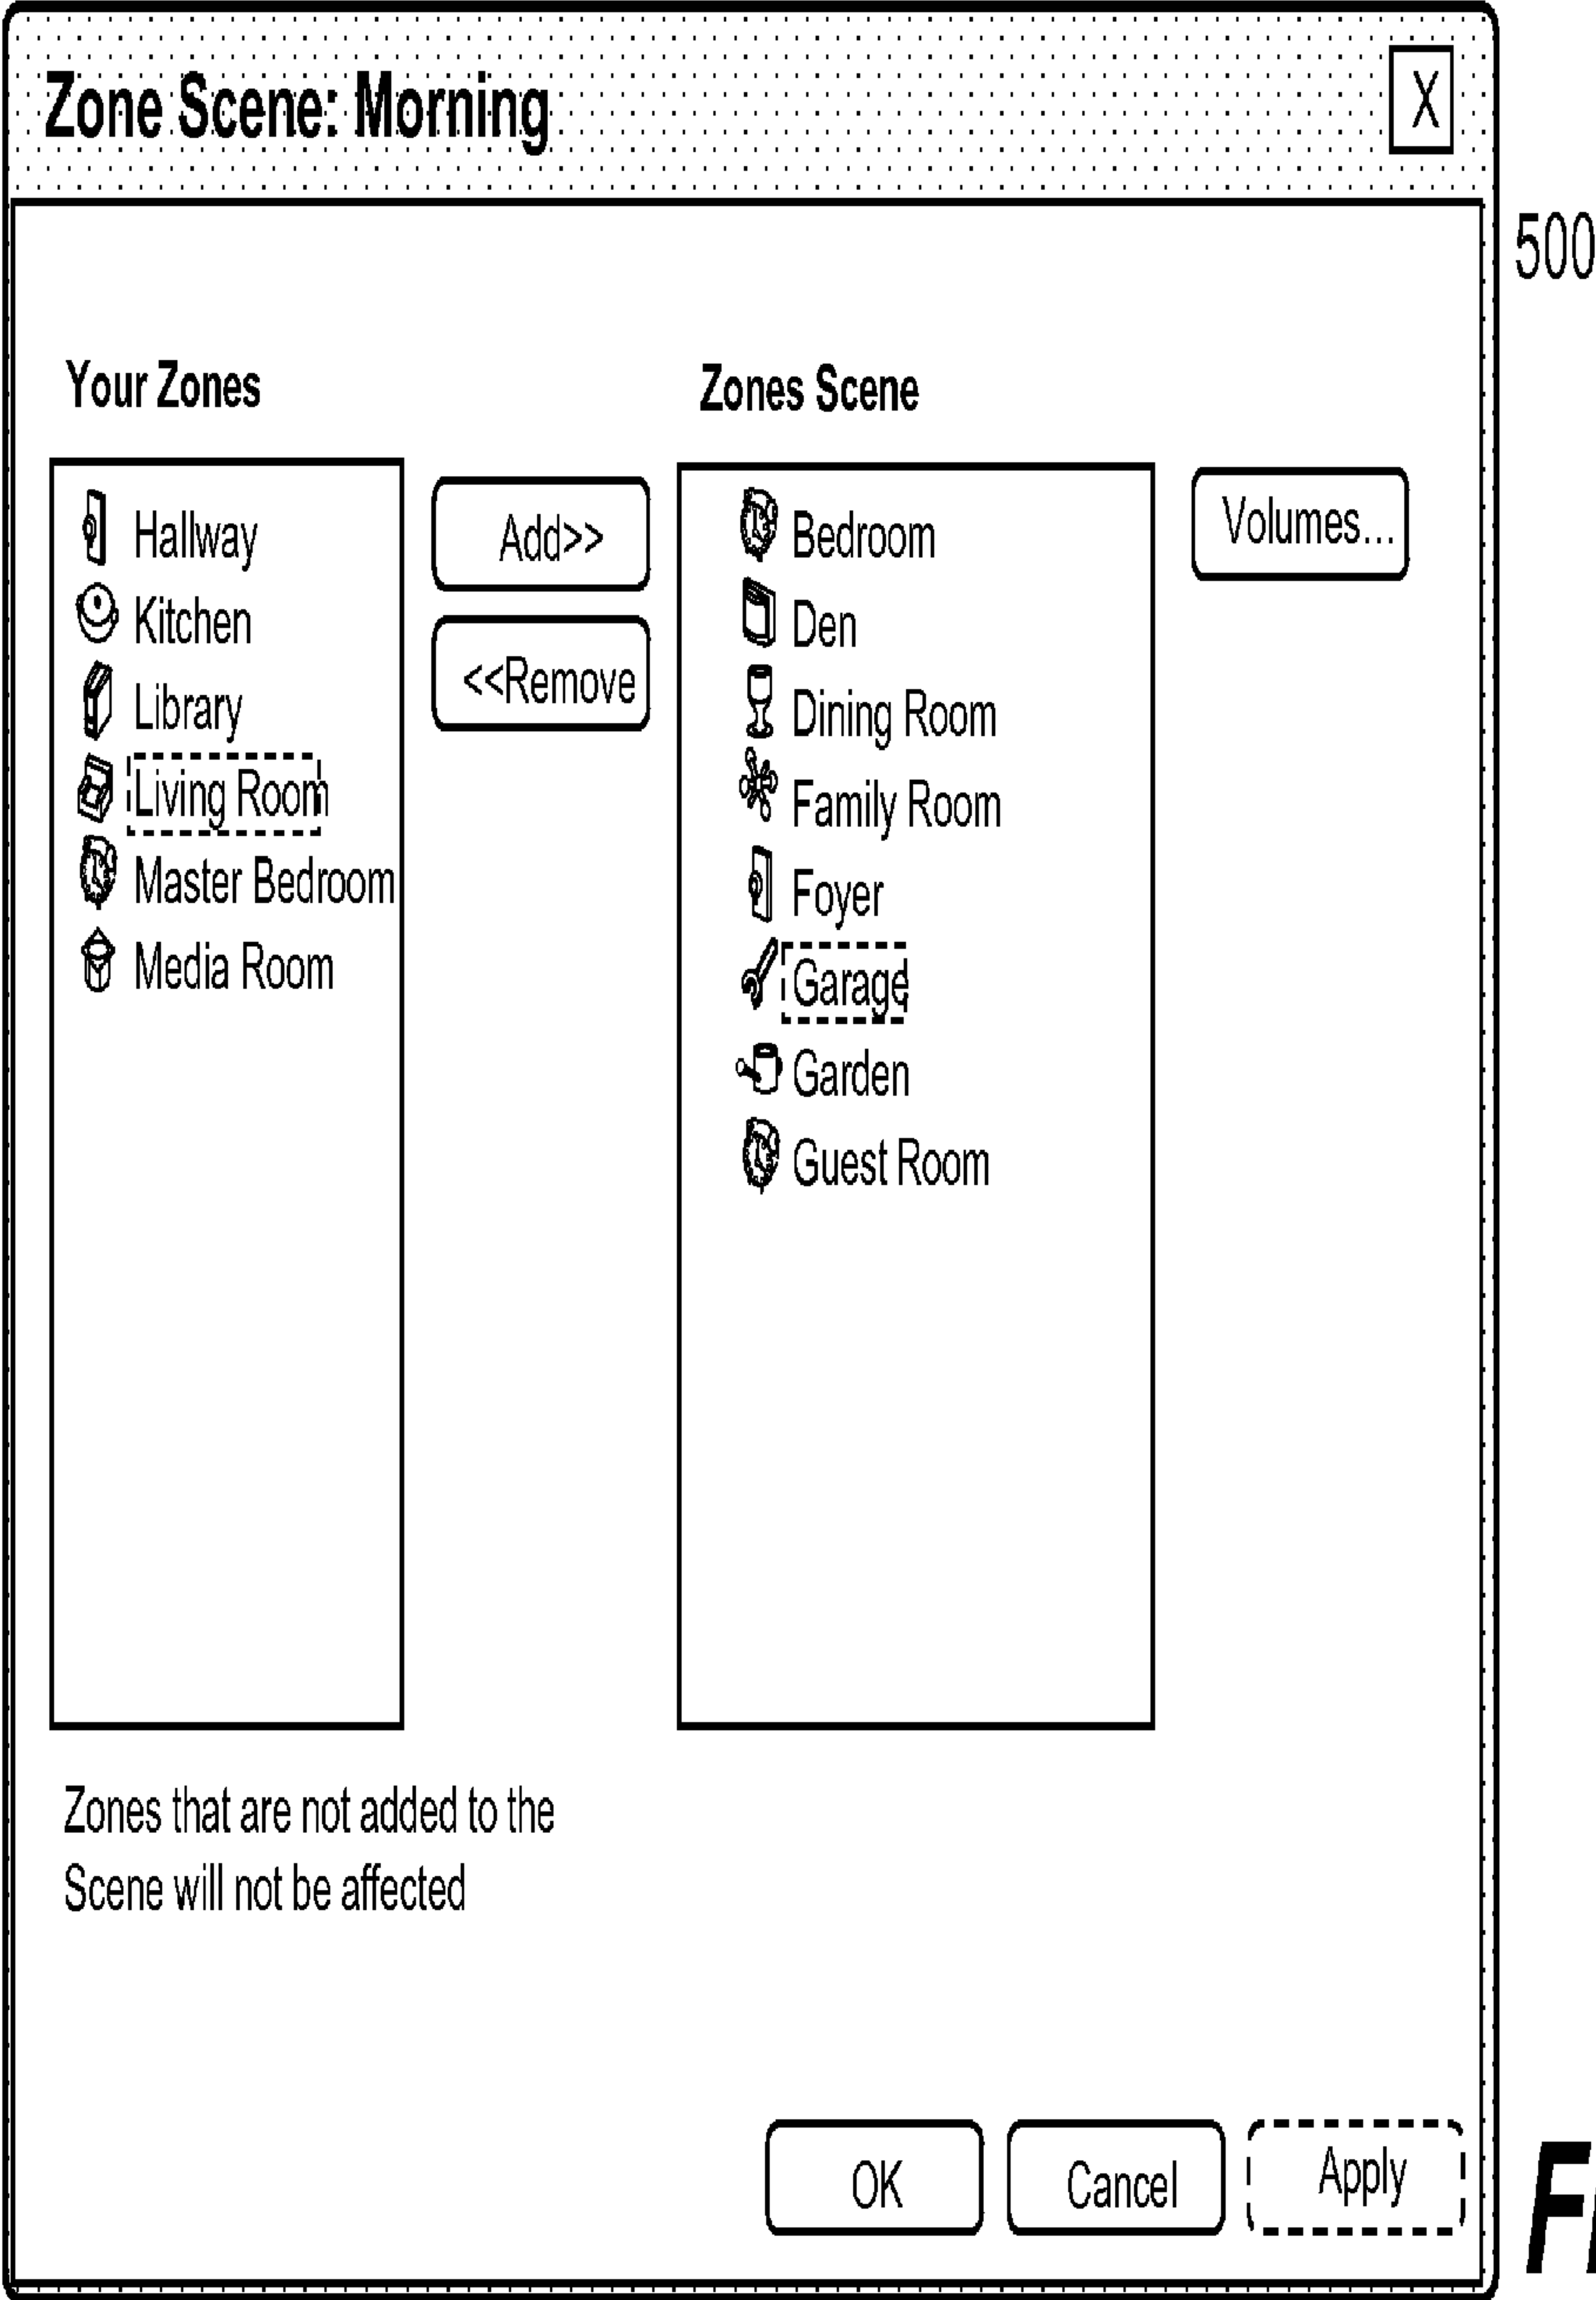 Zone Scene: Morning
X
500
Your Zones
Zones Scene
Hallway
Kitchen
Library
Living Room
Master Bedroom
Media Room
Add>>
<<Remove
Bedroom
Den
Dining Room
Family Room
Foyer
Garage
Garden
Guest Room
Volumes...
Zones that are not added to the
Scene will not be affected
OK
Cancel
Apply